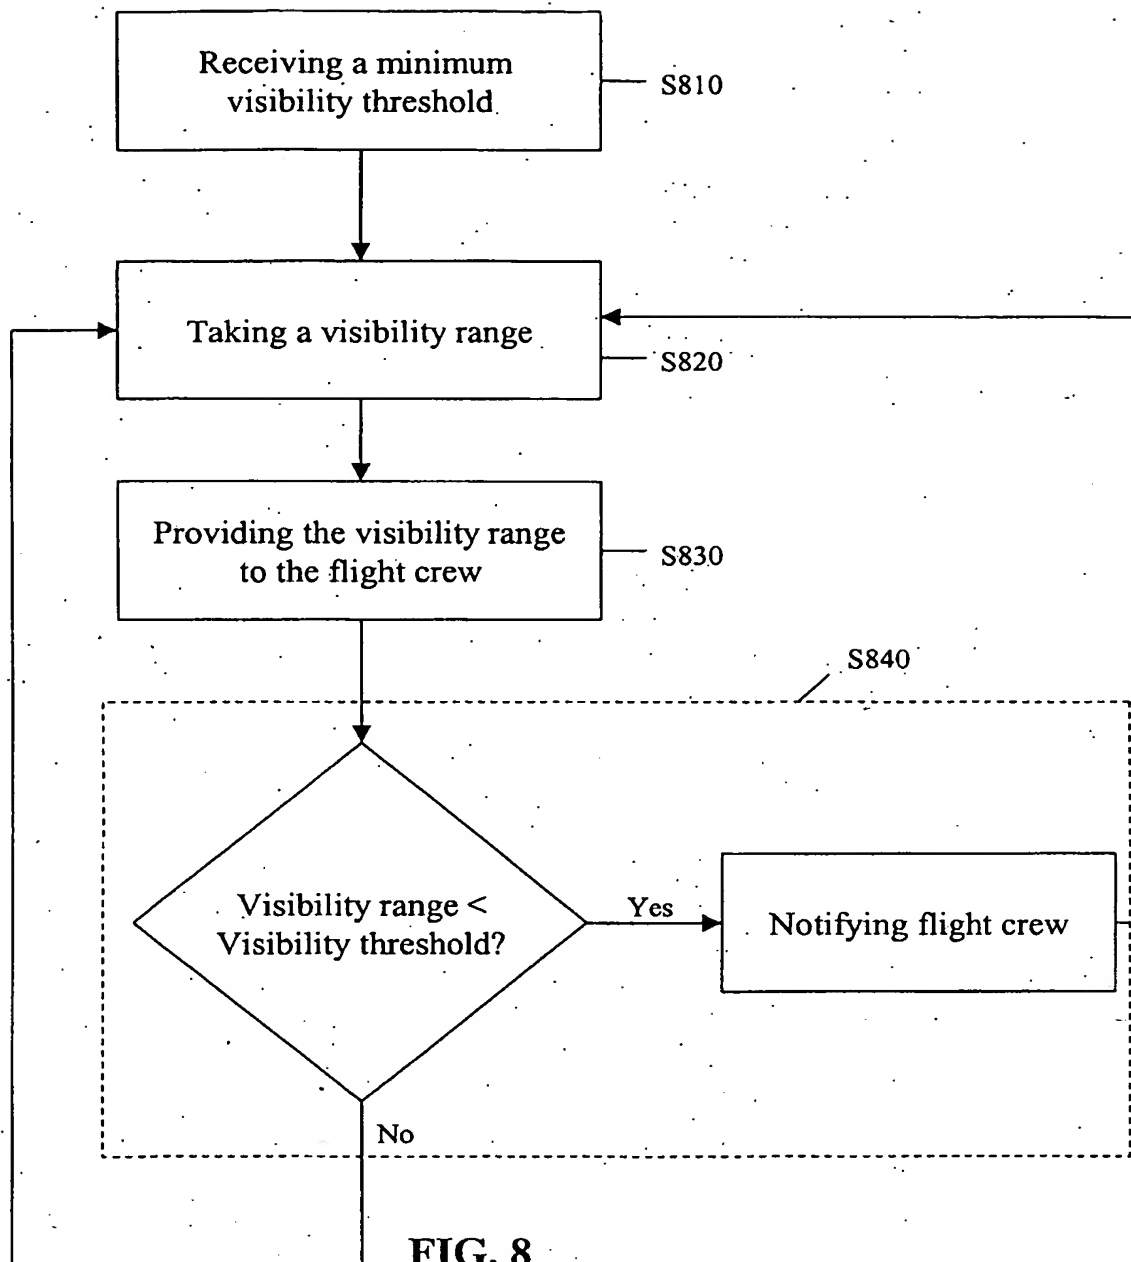 Receiving a minimum
visibility threshold
S810
Taking a visibility range
S820
Providing the visibility range
to the flight crew
S830
S840
Visibility range <
Visibility threshold?
Yes
Notifying flight crew
No
FIG. 8